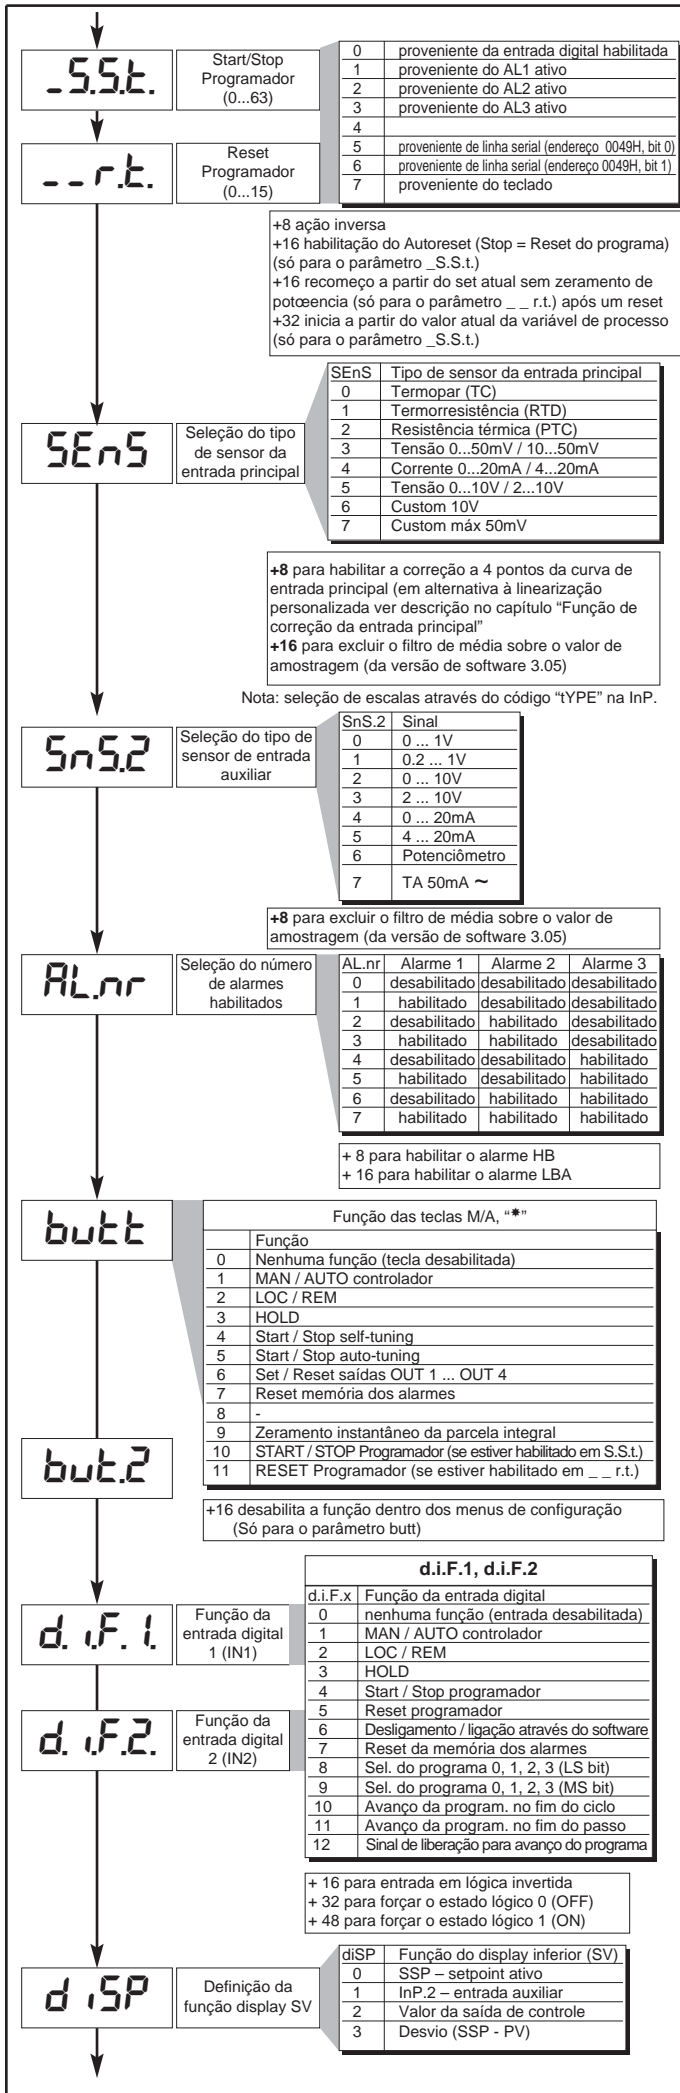 _S.S.t.
Start/Stop
Programador
(0...63)
0 proveniente da entrada digital habilitada
1 proveniente do AL1 ativo
2 proveniente do AL2 ativo
3 proveniente do AL3 ativo
4
5 proveniente de linha serial (endereço 0049H, bit 0)
6 proveniente de linha serial (endereço 0049H, bit 1)
7 proveniente do teclado
_ _ r.t.
Reset
Programador
(0...15)
+8 ação inversa
+16 habilitação do Autoreset (Stop = Reset do programa)
(só para o parâmetro _S.S.t.)
+16 recomeço a partir do set atual sem zeramento de
potœencia (só para o parâmetro _ _ r.t.) após um reset
+32 inicia a partir do valor atual da variável de processo
(só para o parâmetro _S.S.t.)
SEnS
Seleção do tipo
de sensor da
entrada principal
SEnS Tipo de sensor da entrada principal
0 Termopar (TC)
1 Termorresistência (RTD)
2 Resistência térmica (PTC)
3 Tensão 0...50mV / 10...50mV
4 Corrente 0...20mA / 4...20mA
5 Tensão 0...10V / 2...10V
6 Custom 10V
7 Custom máx 50mV
+8 para habilitar a correção a 4 pontos da curva de
entrada principal (em alternativa à linearização
personalizada ver descrição no capítulo “Função de
correção da entrada principal”
+16 para excluir o filtro de média sobre o valor de
amostragem (da versão de software 3.05)
Nota: seleção de escalas através do código “tYPE” na InP.
SnS.2
Seleção do tipo de
sensor de entrada
auxiliar
SnS.2 Sinal
0 0 ... 1V
1 0.2 ... 1V
2 0 ... 10V
3 2 ... 10V
4 0 ... 20mA
5 4 ... 20mA
6 Potenciômetro
7 TA 50mA ~
+8 para excluir o filtro de média sobre o valor de
amostragem (da versão de software 3.05)
AL.nr
Seleção do número
de alarmes
habilitados
AL.nr Alarme 1 Alarme 2 Alarme 3
0 desabilitado desabilitado desabilitado
1 habilitado desabilitado desabilitado
2 desabilitado habilitado desabilitado
3 habilitado habilitado desabilitado
4 desabilitado desabilitado habilitado
5 habilitado desabilitado habilitado
6 desabilitado habilitado habilitado
7 habilitado habilitado habilitado
+ 8 para habilitar o alarme HB
+ 16 para habilitar o alarme LBA
butt
Função das teclas M/A, “*”
Função
0 Nenhuma função (tecla desabilitada)
1 MAN / AUTO controlador
2 LOC / REM
3 HOLD
4 Start / Stop self-tuning
5 Start / Stop auto-tuning
6 Set / Reset saídas OUT 1 ... OUT 4
7 Reset memória dos alarmes
8 -
9 Zeramento instantâneo da parcela integral
10 START / STOP Programador (se estiver habilitado em S.S.t.)
11 RESET Programador (se estiver habilitado em _ _ r.t.)
but.2
+16 desabilita a função dentro dos menus de configuração
(Só para o parâmetro butt)
d.i.F.1, d.i.F.2
d.i.F.x Função da entrada digital
0 nenhuma função (entrada desabilitada)
1 MAN / AUTO controlador
2 LOC / REM
3 HOLD
4 Start / Stop programador
5 Reset programador
6 Desligamento / ligação através do software
7 Reset da memória dos alarmes
8 Sel. do programa 0, 1, 2, 3 (LS bit)
9 Sel. do programa 0, 1, 2, 3 (MS bit)
10 Avanço da program. no fim do ciclo
11 Avanço da program. no fim do passo
12 Sinal de liberação para avanço do programa
d.i.F.1.
Função da
entrada digital
1 (IN1)
d.i.F.2.
Função da
entrada digital
2 (IN2)
+ 16 para entrada em lógica invertida
+ 32 para forçar o estado lógico 0 (OFF)
+ 48 para forçar o estado lógico 1 (ON)
diSP
Definição da
função display SV
diSP Função do display inferior (SV)
0 SSP – setpoint ativo
1 InP.2 – entrada auxiliar
2 Valor da saída de controle
3 Desvio (SSP - PV)